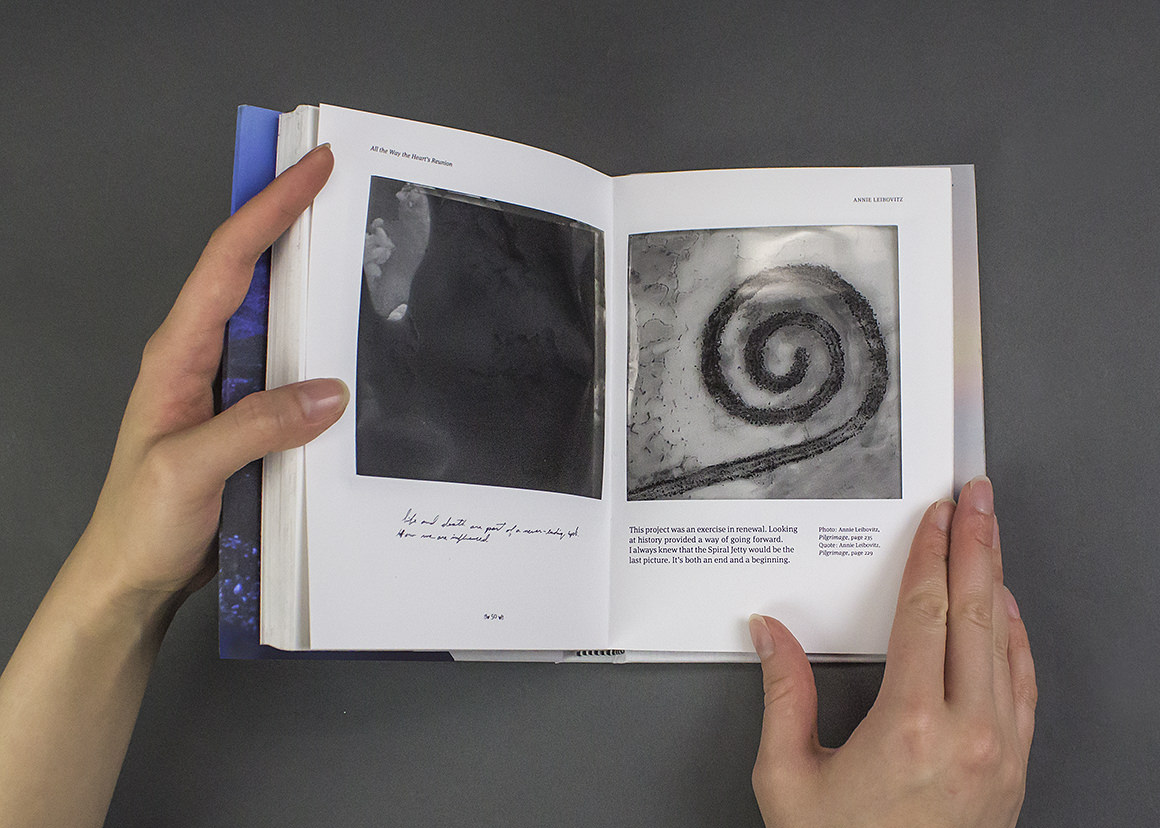 All the Way the Heart's Reunion
life and death are part of a never-ending cycle
How we are influenced.
ANNIE LEIBOVITZ
This project was an exercise in renewal. Looking
at history provided a way of going forward.
I always knew that the Spiral Jetty would be the
last picture. It's both an end and a beginning.
Photo: Annie Leibovitz,
Pilgrimage, page 235
Quote: Annie Leibovitz,
Pilgrimage, page 229